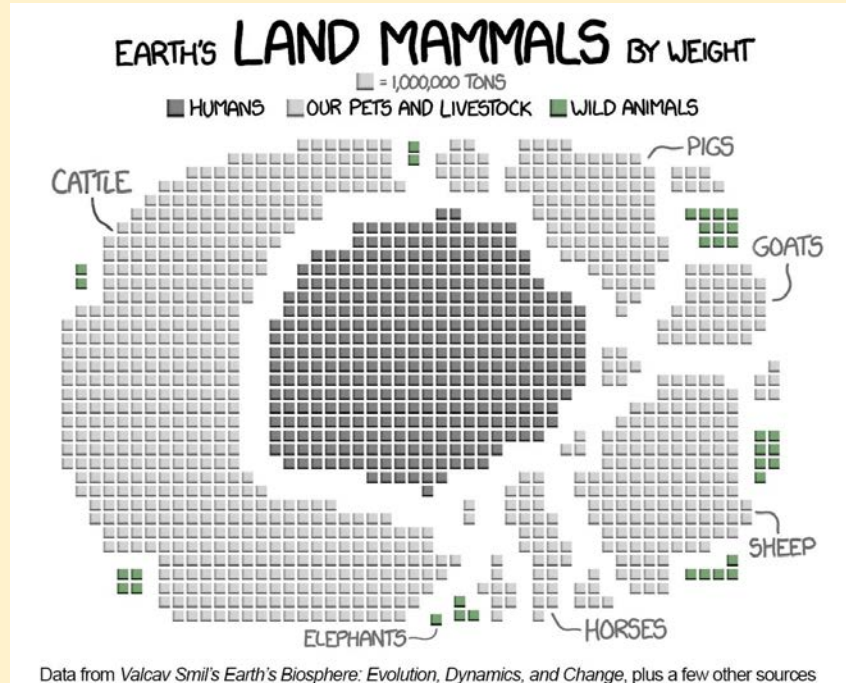 EARTH'S LAND MAMMALS BY WEIGHT
= 1,000,000 TONS
HUMANS OUR PETS AND LIVESTOCK WILD ANIMALS
PIGS
CATTLE
GOATS
SHEEP
HORSES
ELEPHANTS
Data from Valcav Smil's Earth's Biosphere: Evolution, Dynamics, and Change, plus a few other sources